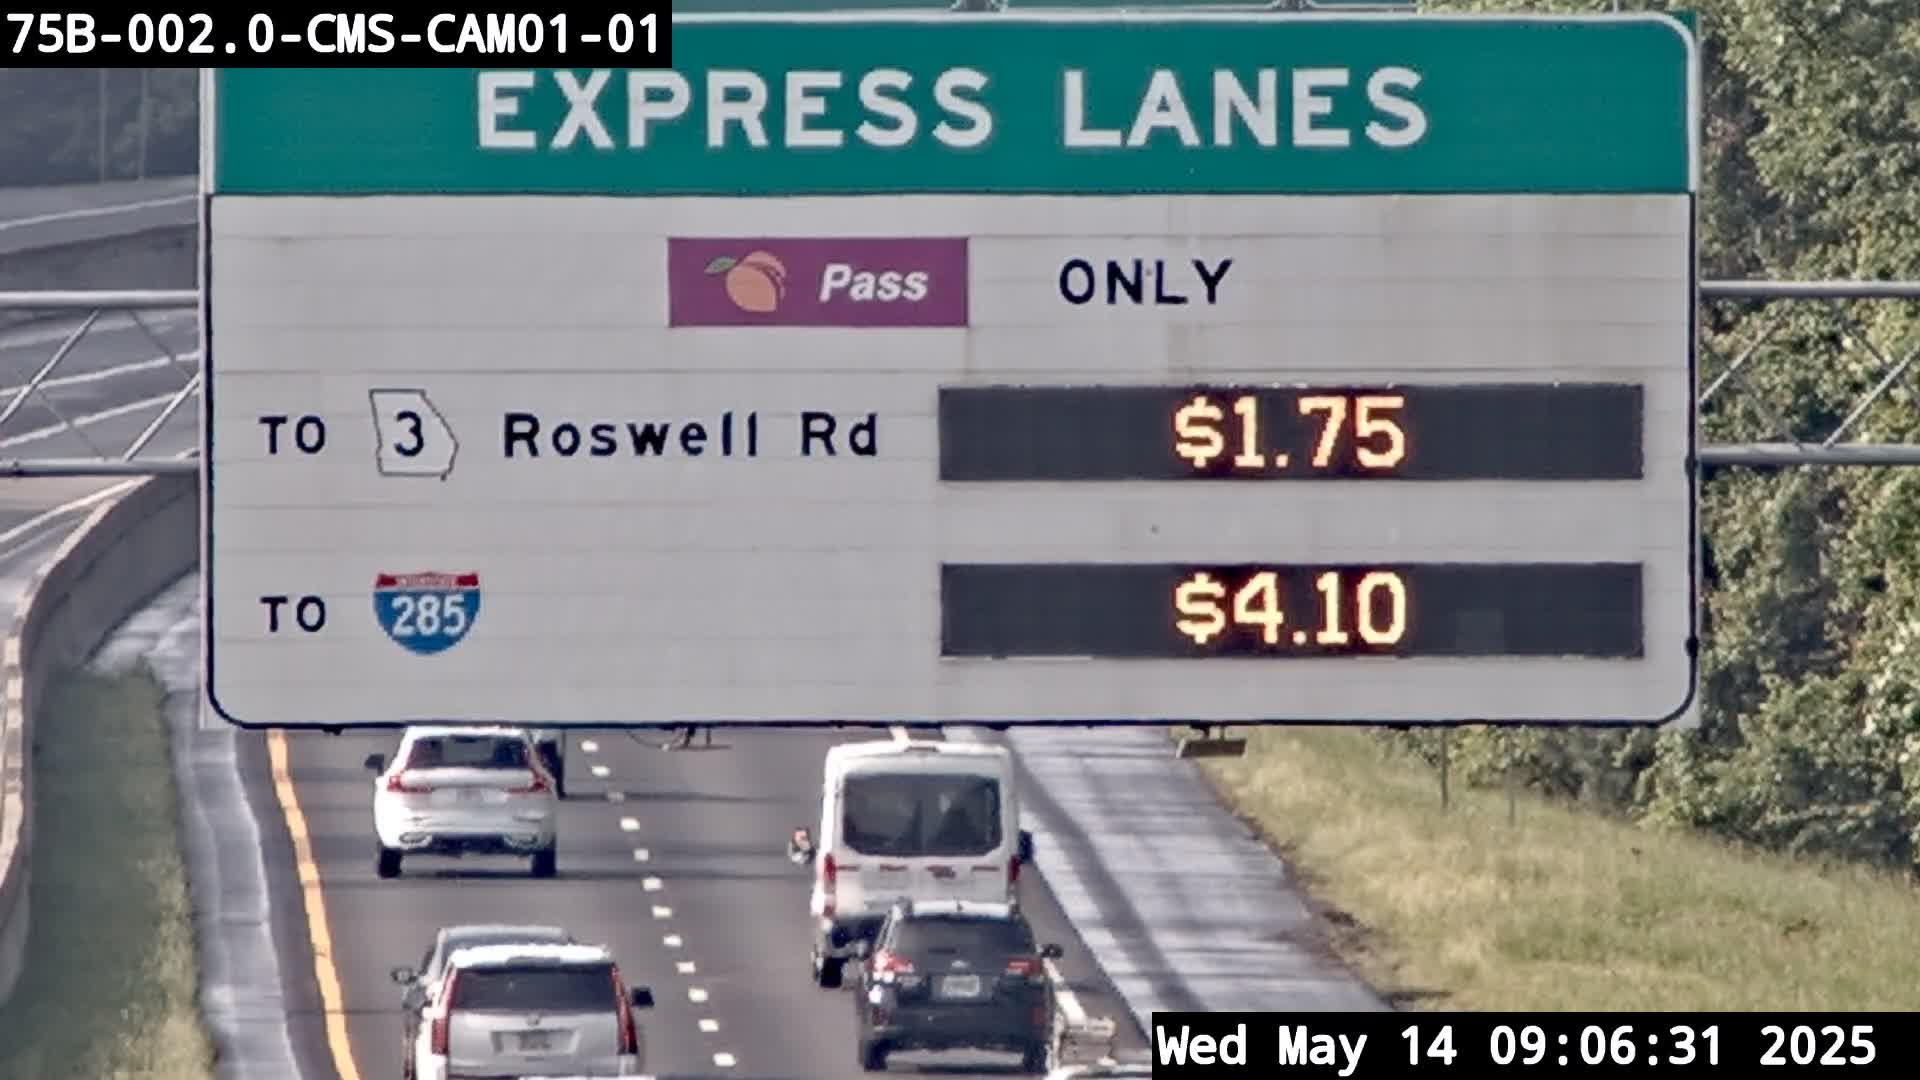 75B-002.0-CMS-CAM01-01
EXPRESS LANES
Pass ONLY
TO 3 Roswell Rd $1.75
TO INTERSTATE 285 $4.10
Wed May 14 09:06:31 2025